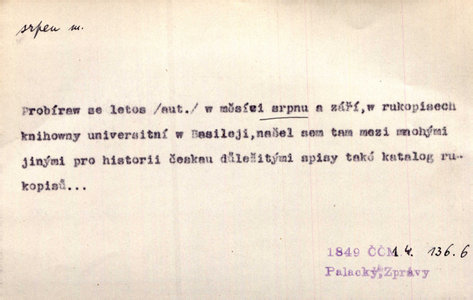 srpen m.
Probíraw se letos /aut./ w měsíci srpnu a září,w rukopisech
knihowny universitní w Basileji,našel sem tam mezi mnohými
jinými pro historii českau důležitými spisy také katalog ru-
kopisů...
1849 ČČM. 1.4. 136.6
Palacký,Zprávy